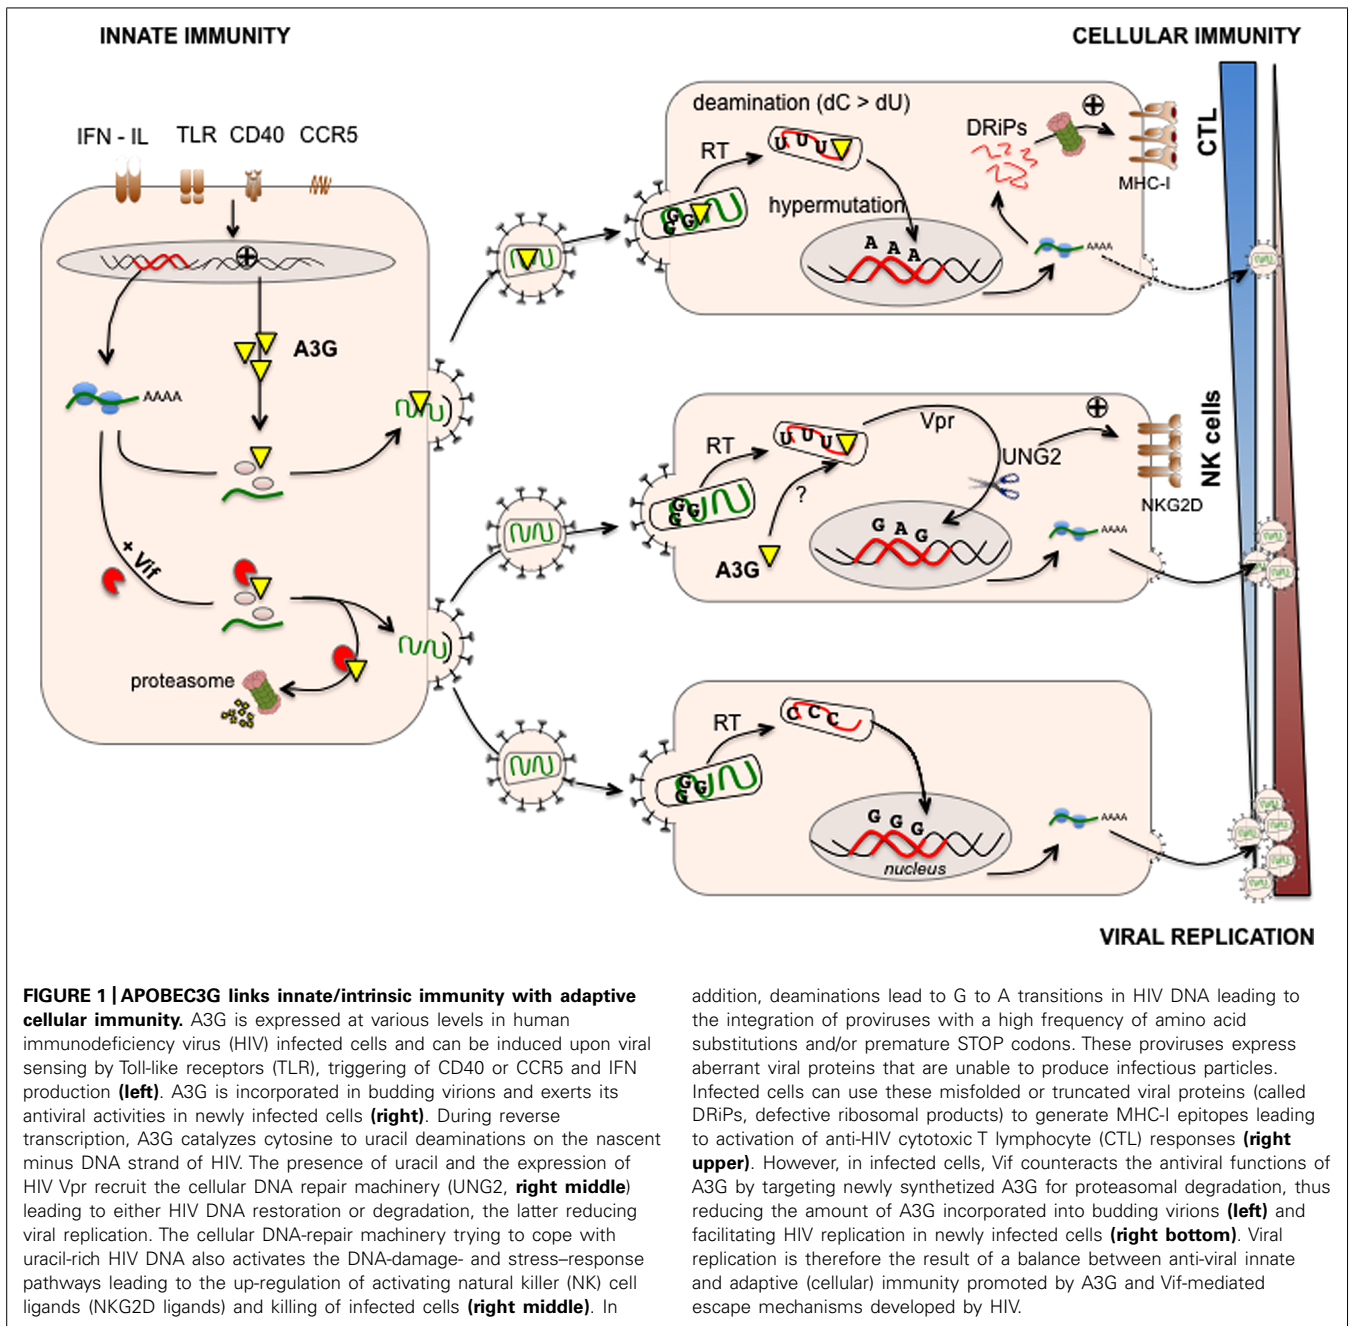 INNATE IMMUNITY
CELLULAR IMMUNITY
IFN - IL TLR CD40 CCR5
A3G
AAAA
+ Vif
proteasome
deamination (dC > dU)
RT
U U U
G G G
hypermutation
A A A
DRiPs
MHC-I
AAAA
CTL
RT
U U U
G G G
Vpr
UNG2
?
A3G
G A G
AAAA
NKG2D
NK cells
RT
C C C
G G G
G G G
nucleus
AAAA
VIRAL REPLICATION
FIGURE 1 | APOBEC3G links innate/intrinsic immunity with adaptive
cellular immunity. A3G is expressed at various levels in human
immunodeficiency virus (HIV) infected cells and can be induced upon viral
sensing by Toll-like receptors (TLR), triggering of CD40 or CCR5 and IFN
production (left). A3G is incorporated in budding virions and exerts its
antiviral activities in newly infected cells (right). During reverse
transcription, A3G catalyzes cytosine to uracil deaminations on the nascent
minus DNA strand of HIV. The presence of uracil and the expression of
HIV Vpr recruit the cellular DNA repair machinery (UNG2, right middle)
leading to either HIV DNA restoration or degradation, the latter reducing
viral replication. The cellular DNA-repair machinery trying to cope with
uracil-rich HIV DNA also activates the DNA-damage- and stress–response
pathways leading to the up-regulation of activating natural killer (NK) cell
ligands (NKG2D ligands) and killing of infected cells (right middle). In
addition, deaminations lead to G to A transitions in HIV DNA leading to
the integration of proviruses with a high frequency of amino acid
substitutions and/or premature STOP codons. These proviruses express
aberrant viral proteins that are unable to produce infectious particles.
Infected cells can use these misfolded or truncated viral proteins (called
DRiPs, defective ribosomal products) to generate MHC-I epitopes leading
to activation of anti-HIV cytotoxic T lymphocyte (CTL) responses (right
upper). However, in infected cells, Vif counteracts the antiviral functions of
A3G by targeting newly synthetized A3G for proteasomal degradation, thus
reducing the amount of A3G incorporated into budding virions (left) and
facilitating HIV replication in newly infected cells (right bottom). Viral
replication is therefore the result of a balance between anti-viral innate
and adaptive (cellular) immunity promoted by A3G and Vif-mediated
escape mechanisms developed by HIV.